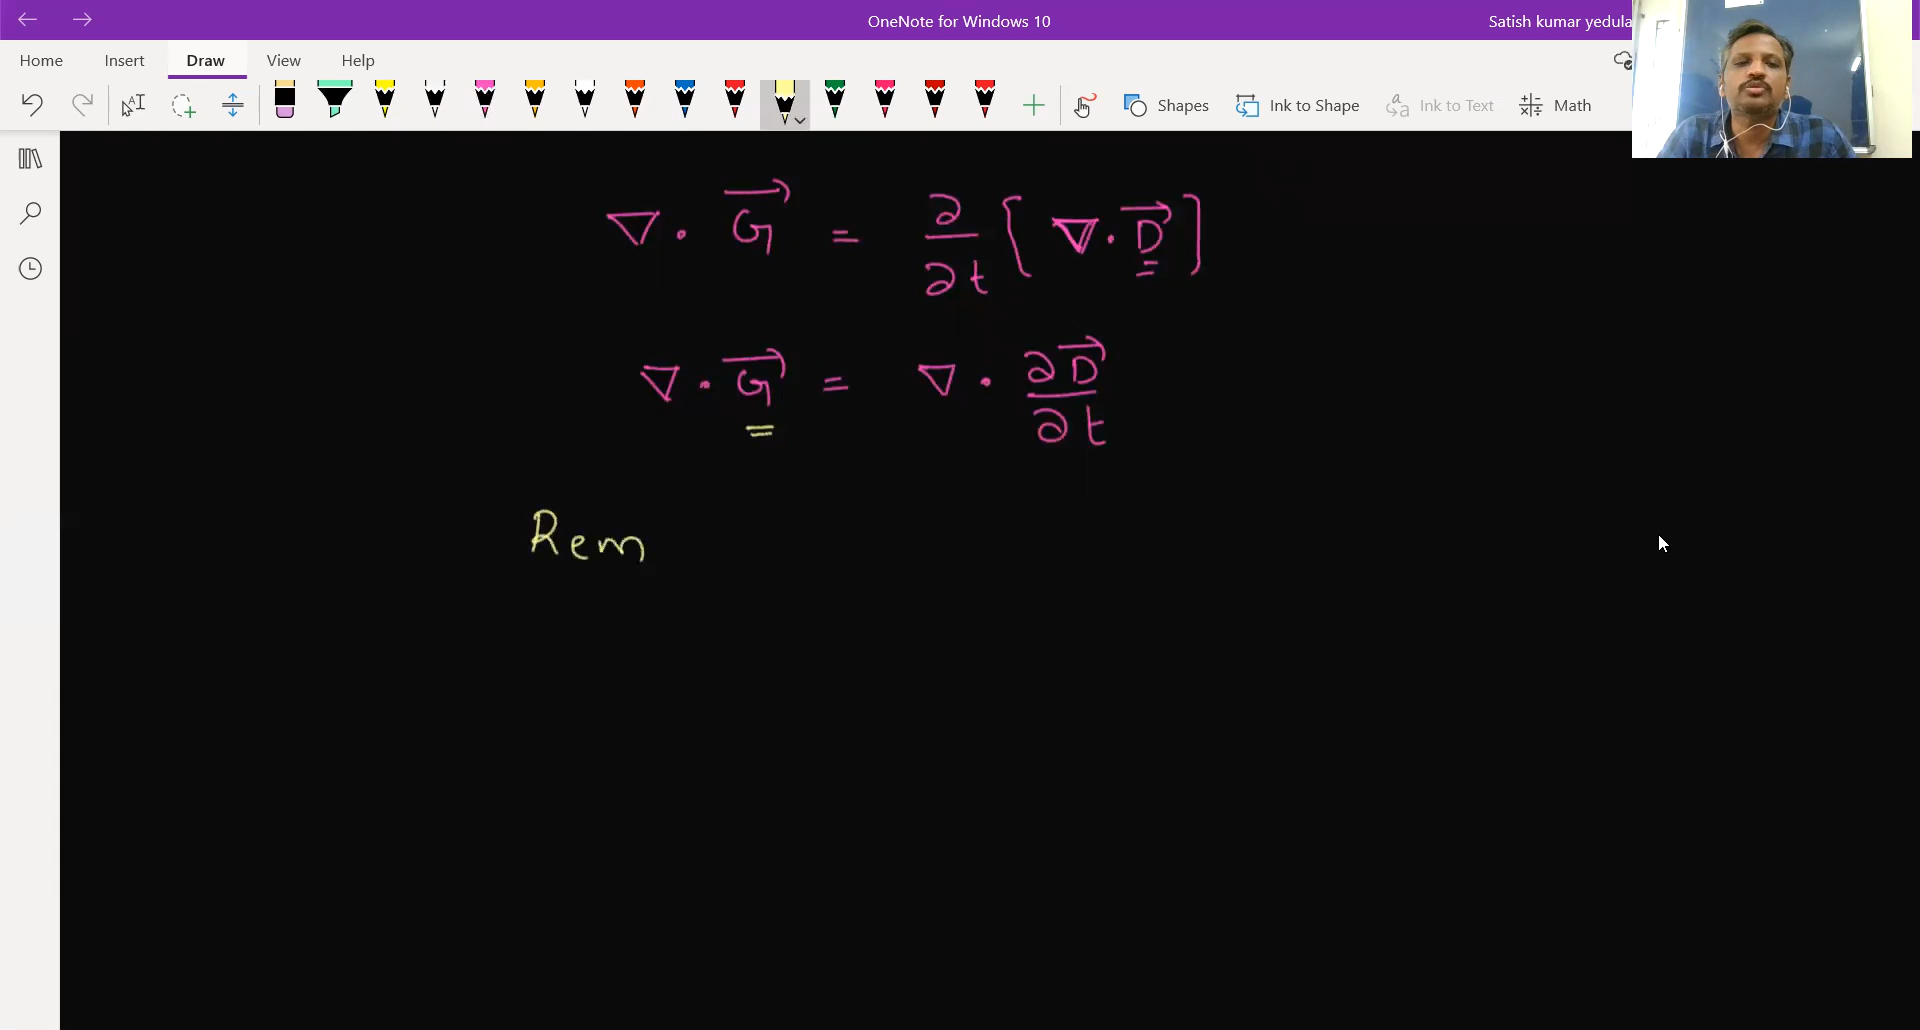 OneNote for Windows 10
Satish kumar yedula
Home Insert Draw View Help
Shapes Ink to Shape Ink to Text Math
∇ · G⃗ = ∂/∂t [ ∇ · D⃗ ]
∇ · G⃗ = ∇ · ∂D⃗/∂t
Rem